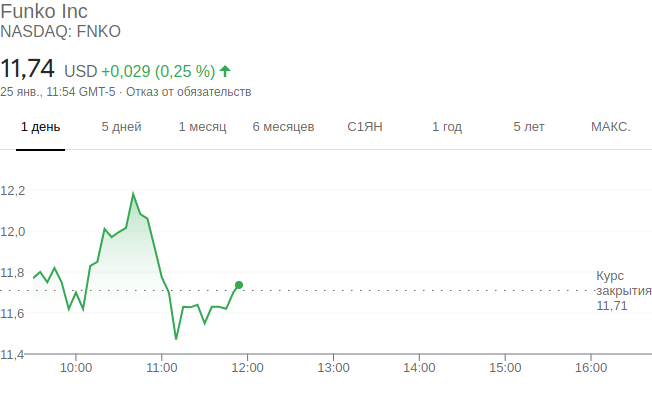 Funko Inc
NASDAQ: FNKO
11,74 USD +0,029 (0,25 %)
25 янв., 11:54 GMT-5 · Отказ от обязательств
1 день 5 дней 1 месяц 6 месяцев С1ЯН 1 год 5 лет МАКС.
12,2
12,0
11,8
11,6
11,4
Курс
закрытия
11,71
10:00 11:00 12:00 13:00 14:00 15:00 16:00